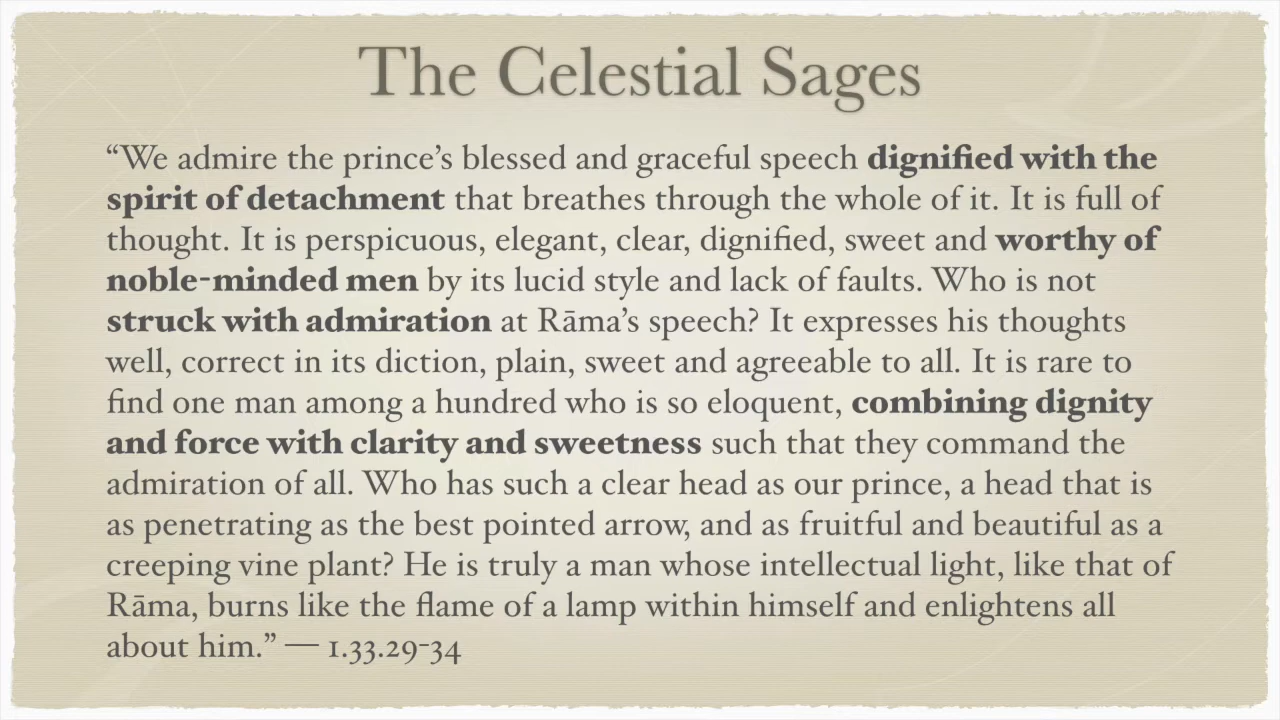 The Celestial Sages
“We admire the prince’s blessed and graceful speech dignified with the
spirit of detachment that breathes through the whole of it. It is full of
thought. It is perspicuous, elegant, clear, dignified, sweet and worthy of
noble-minded men by its lucid style and lack of faults. Who is not
struck with admiration at Rāma’s speech? It expresses his thoughts
well, correct in its diction, plain, sweet and agreeable to all. It is rare to
find one man among a hundred who is so eloquent, combining dignity
and force with clarity and sweetness such that they command the
admiration of all. Who has such a clear head as our prince, a head that is
as penetrating as the best pointed arrow, and as fruitful and beautiful as a
creeping vine plant? He is truly a man whose intellectual light, like that of
Rāma, burns like the flame of a lamp within himself and enlightens all
about him.” — 1.33.29-34